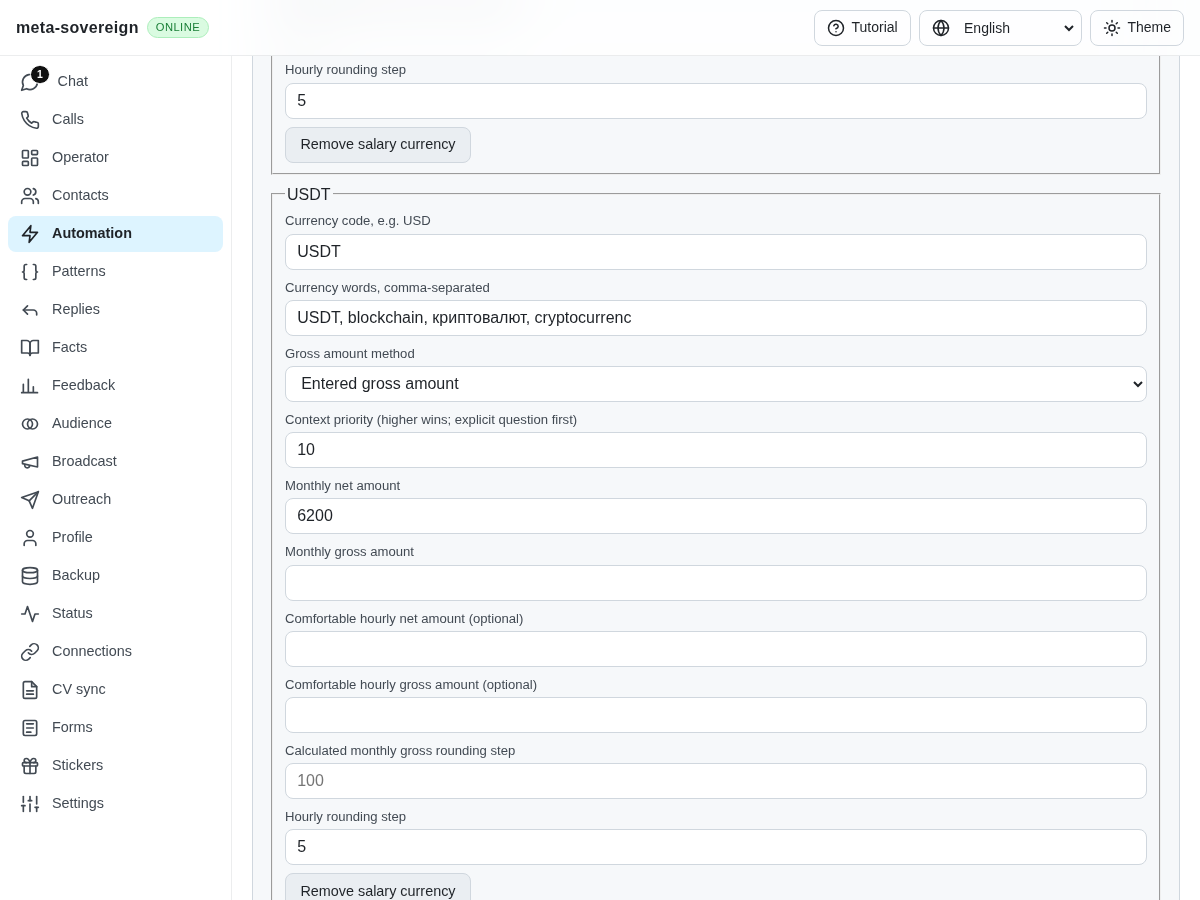 meta-sovereign ONLINE
Tutorial
English
Theme
1
Chat
Calls
Operator
Contacts
Automation
Patterns
Replies
Facts
Feedback
Audience
Broadcast
Outreach
Profile
Backup
Status
Connections
CV sync
Forms
Stickers
Settings
Hourly rounding step
5
Remove salary currency
USDT
Currency code, e.g. USD
USDT
Currency words, comma-separated
USDT, blockchain, криптовалют, cryptocurrenc
Gross amount method
Entered gross amount
Context priority (higher wins; explicit question first)
10
Monthly net amount
6200
Monthly gross amount
Comfortable hourly net amount (optional)
Comfortable hourly gross amount (optional)
Calculated monthly gross rounding step
100
Hourly rounding step
5
Remove salary currency